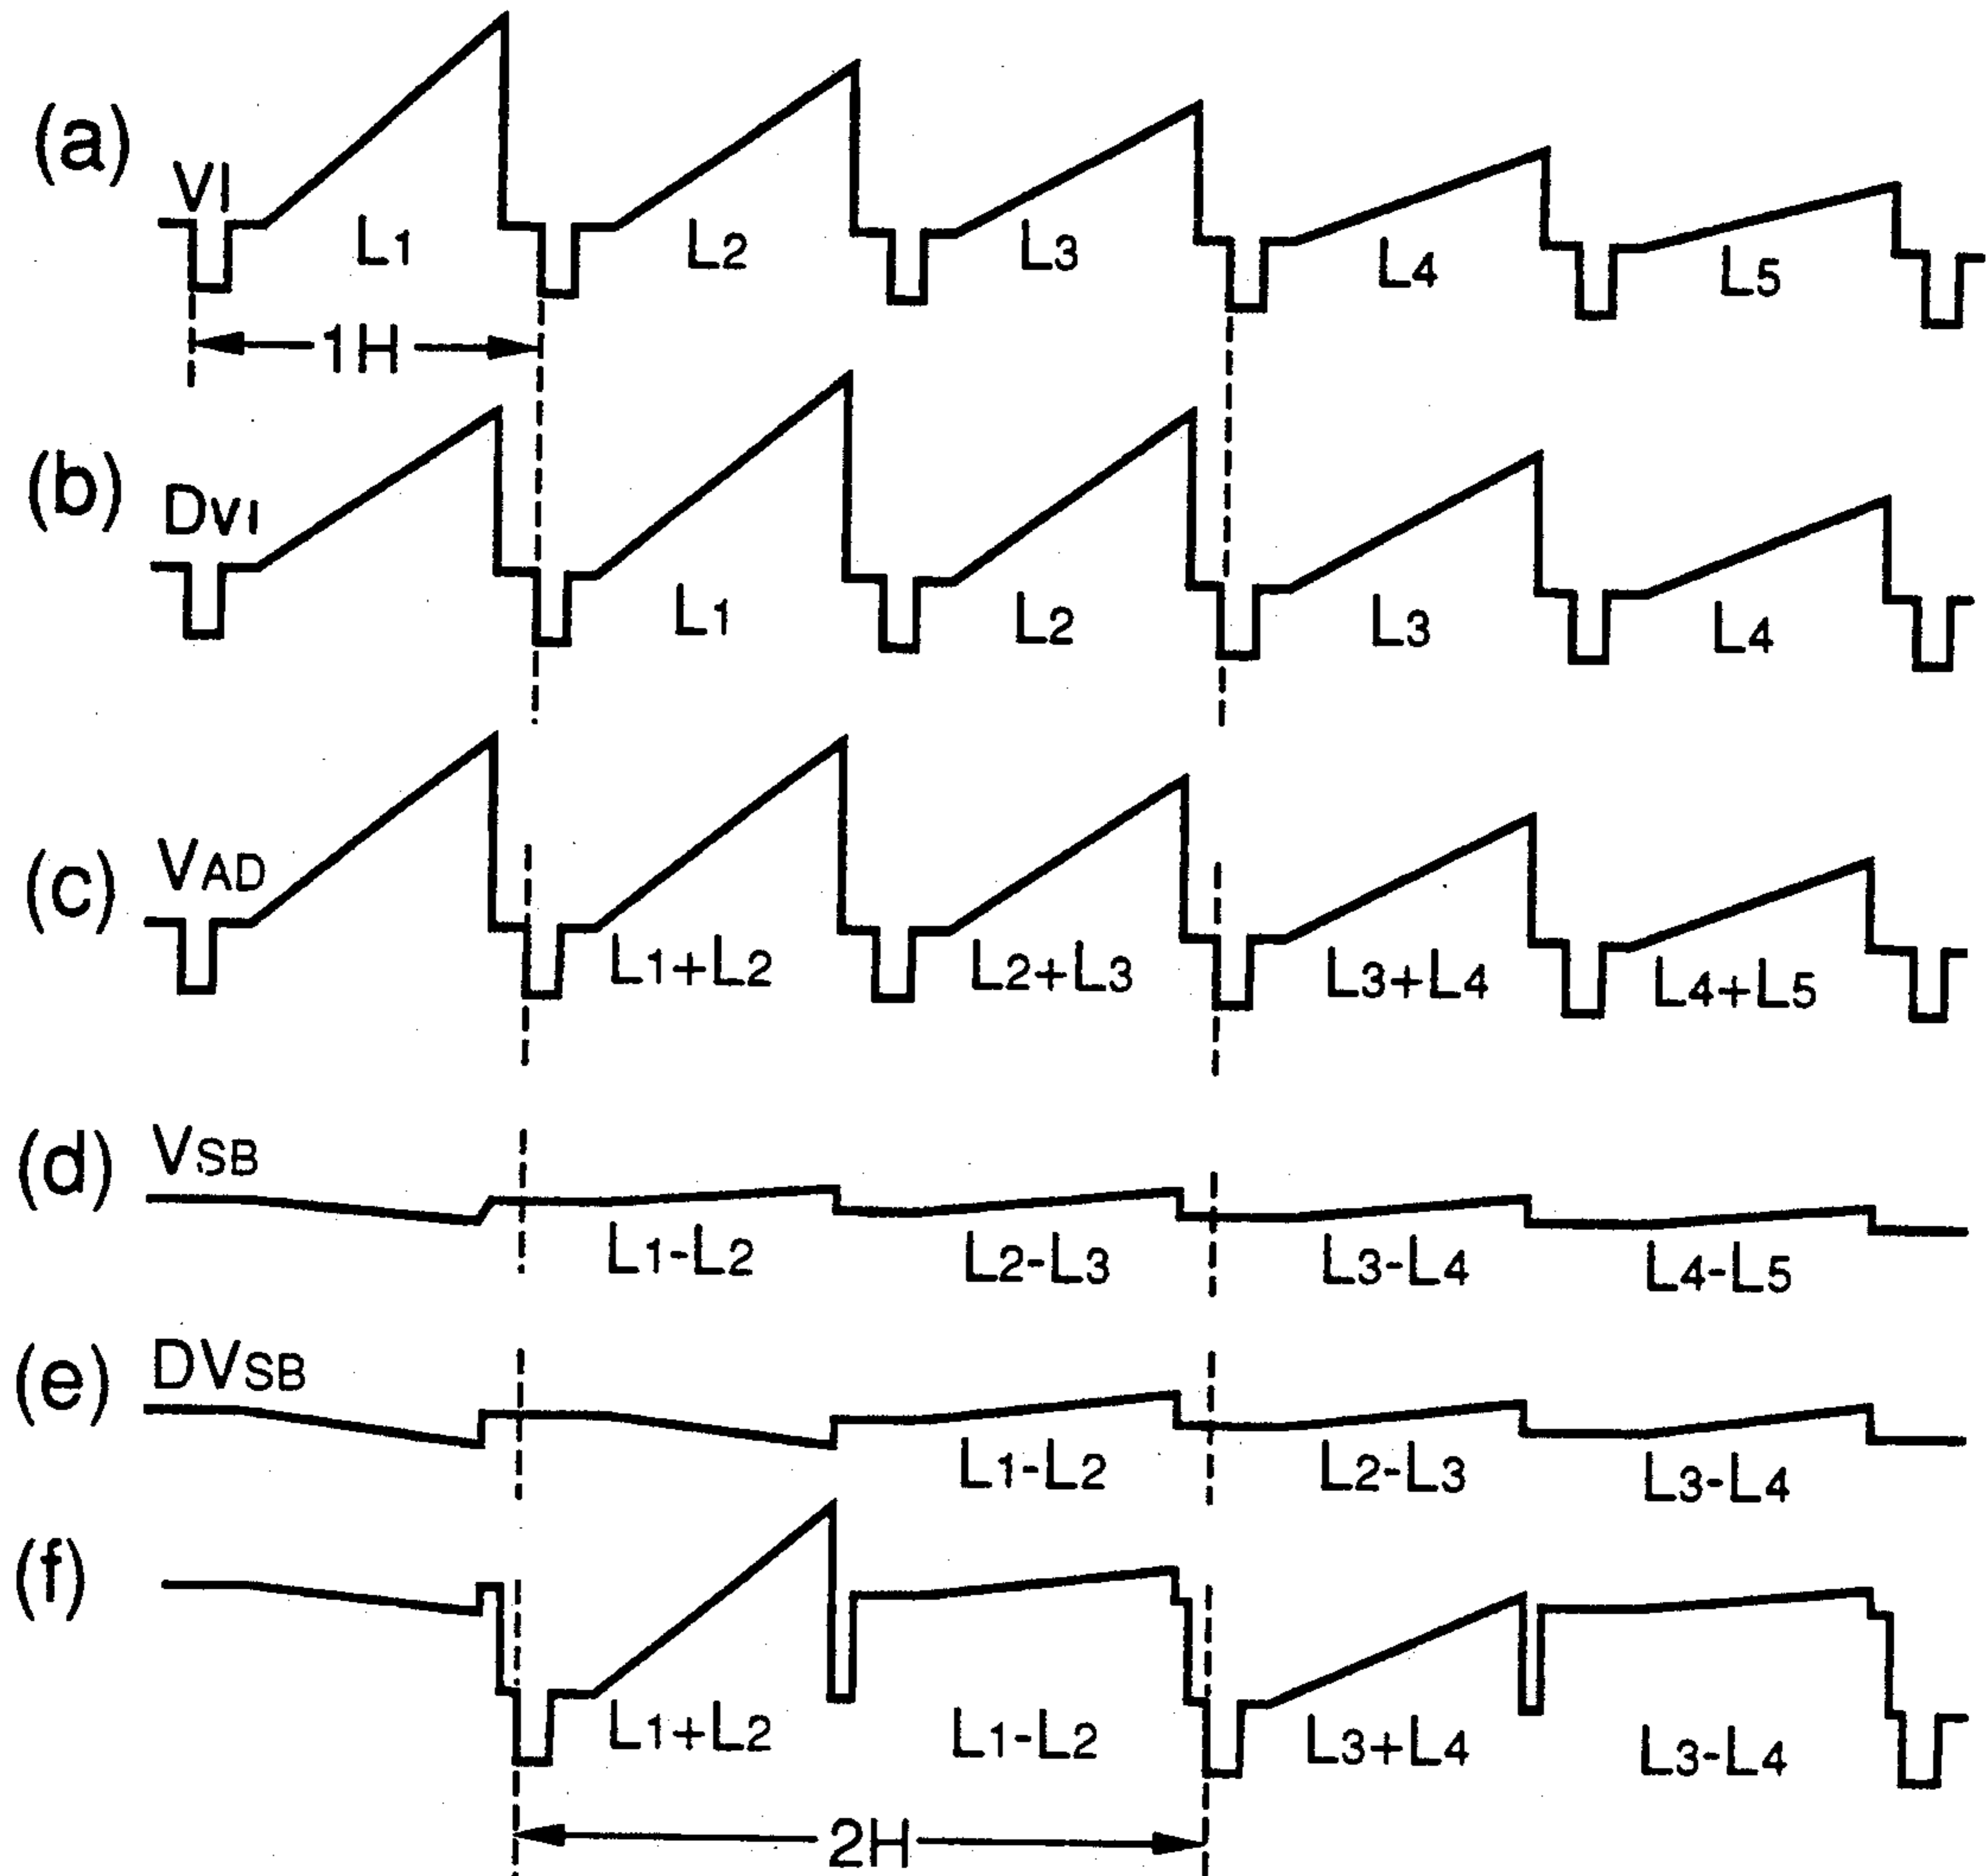 (a)
VI
L1 L2 L3 L4 L5
1H
(b)
DVI
L1 L2 L3 L4
(c)
VAD
L1+L2 L2+L3 L3+L4 L4+L5
(d)
VSB
L1-L2 L2-L3 L3-L4 L4-L5
(e)
DVSB
L1-L2 L2-L3 L3-L4
(f)
L1+L2 L1-L2 L3+L4 L3-L4
2H